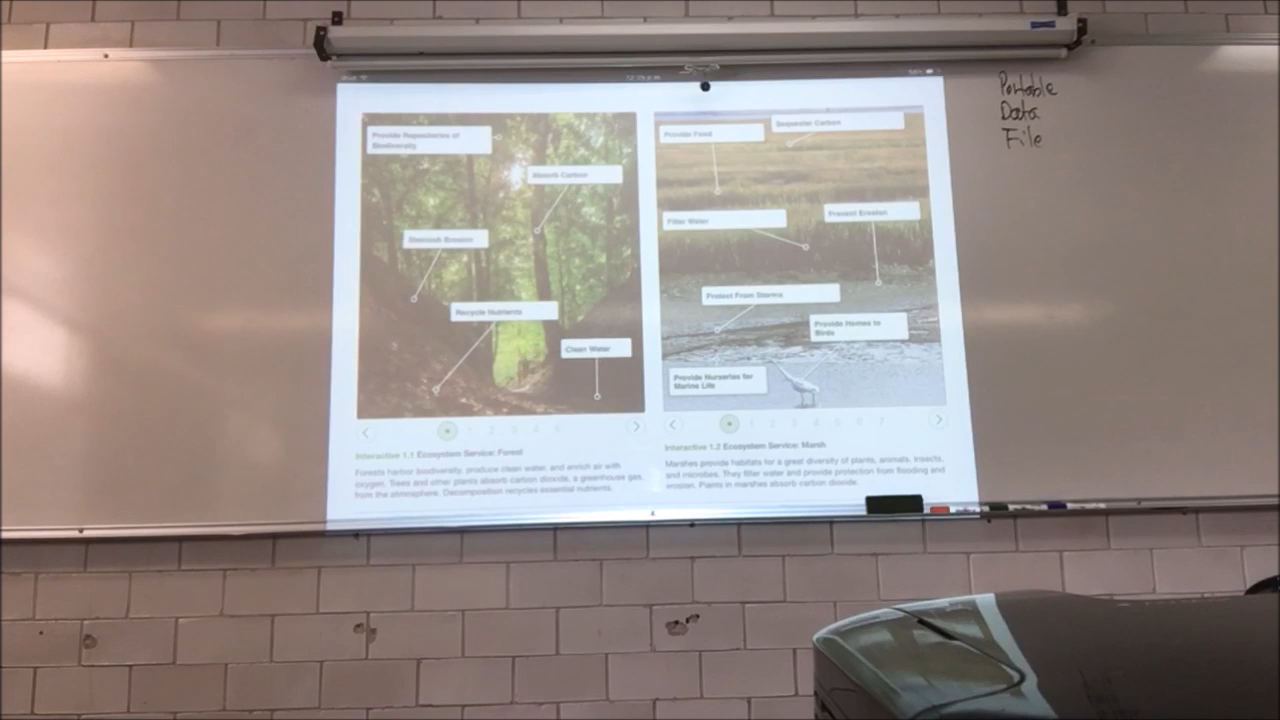 Provide Repositories of
Biodiversity
Absorb Carbon
Recycle Nutrients
Clean Water
Interactive 1.1 Ecosystem Service: Forest
Forests harbor biodiversity, produce clean water, and enrich air with
oxygen. Trees and other plants absorb carbon dioxide, a greenhouse gas
from the atmosphere. Decomposition recycles essential nutrients.
Provide Food
Sequester Carbon
Filter Water
Prevent Erosion
Protect From Storms
Provide Homes to
Birds
Provide Nurseries for
Marine Life
Interactive 1.2 Ecosystem Service: Marsh
Marshes provide habitats for a great diversity of plants, animals, insects,
and microbes. They filter water and provide protection from flooding and
erosion. Plants in marshes absorb carbon dioxide.
Portable
Data
File